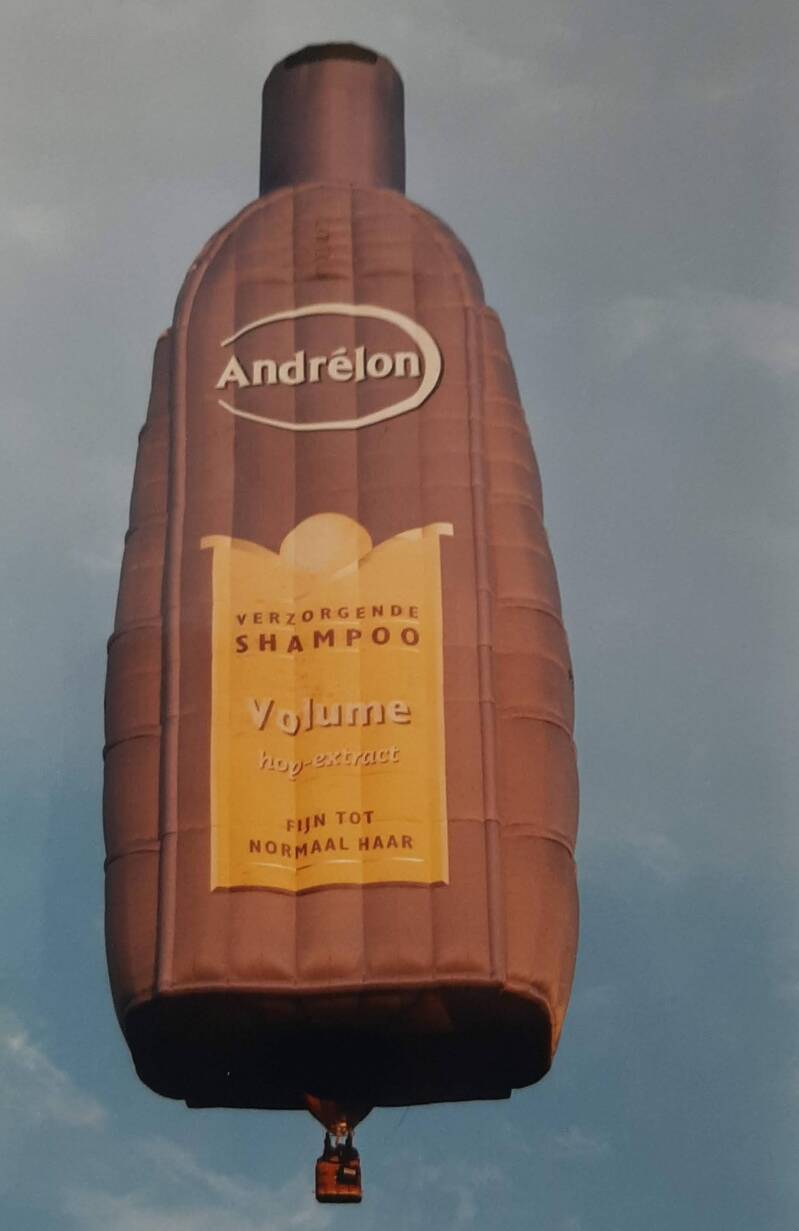 Andrélon
VERZORGENDE
SHAMPOO
Volume
hop-extract
FIJN TOT
NORMAAL HAAR